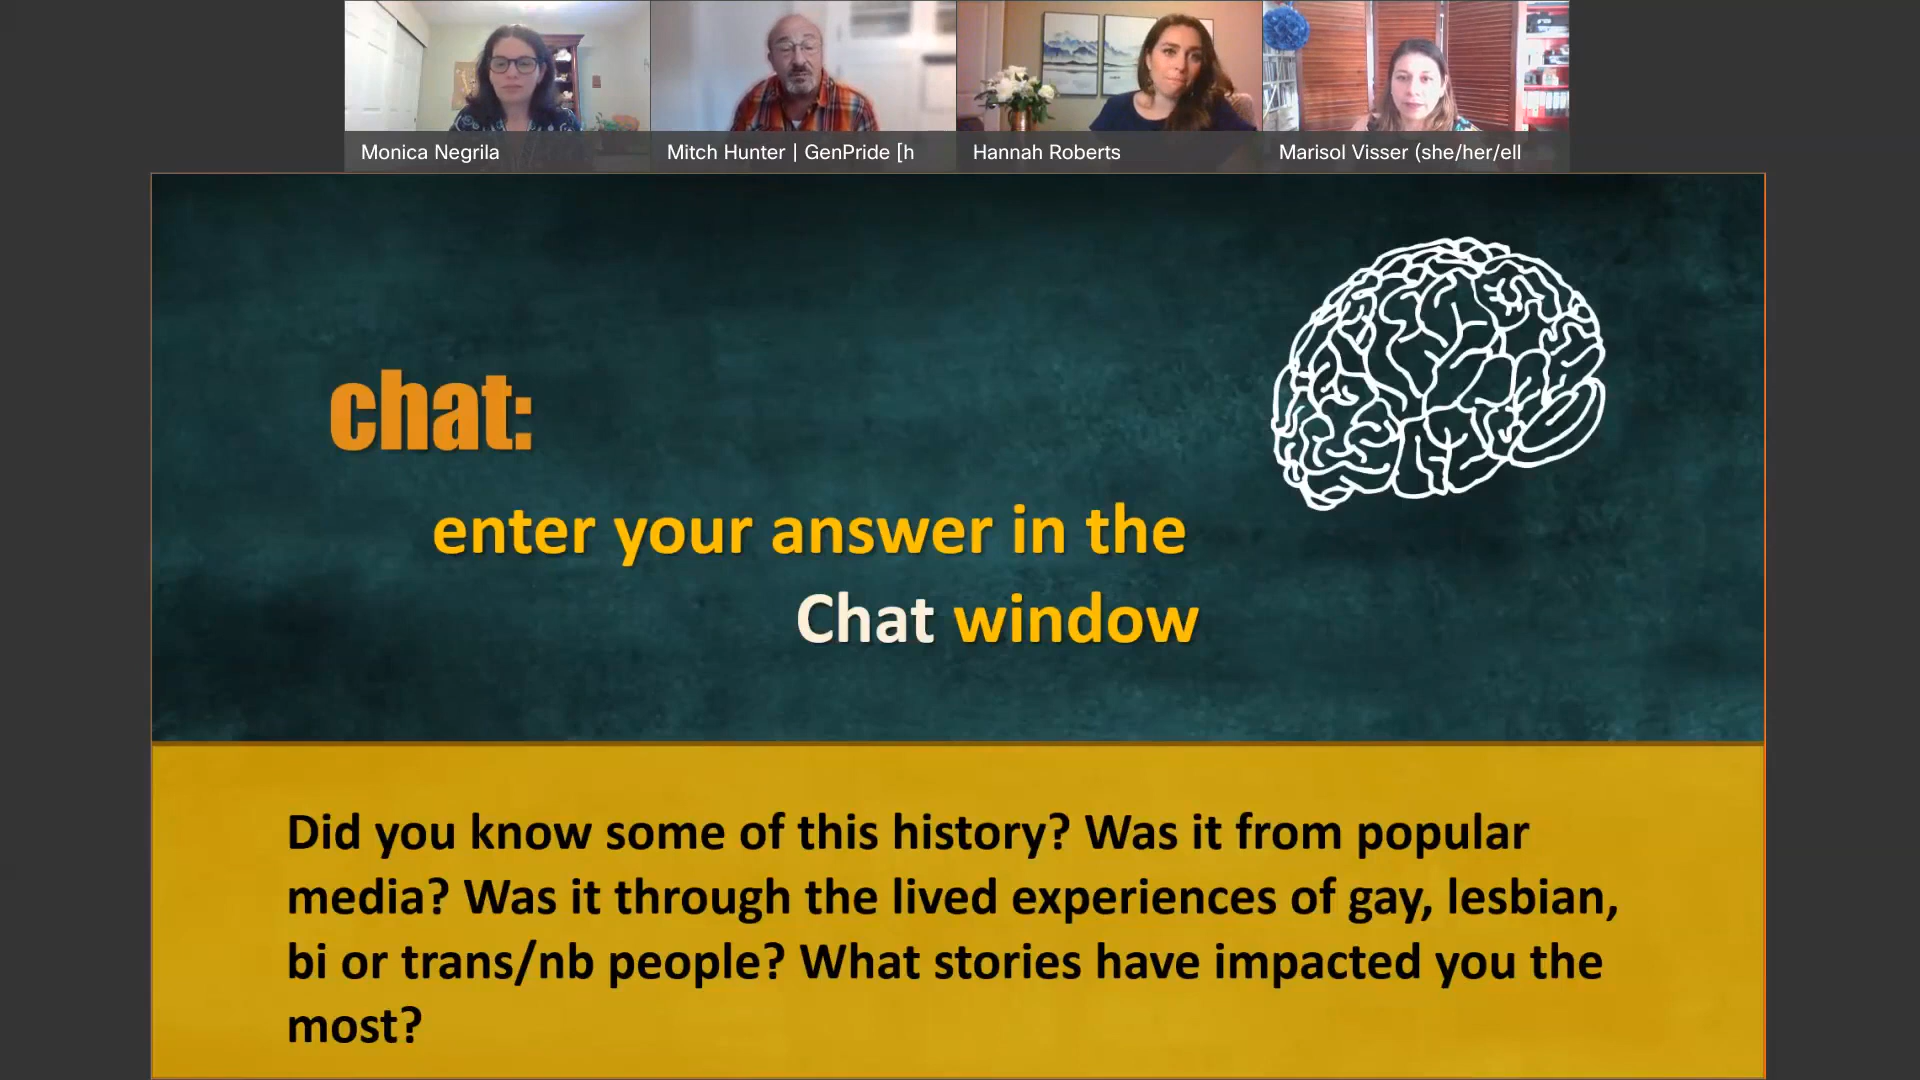 Monica Negrila
Mitch Hunter | GenPride [h
Hannah Roberts
Marisol Visser (she/her/ell
chat:
enter your answer in the
Chat window
Did you know some of this history? Was it from popular
media? Was it through the lived experiences of gay, lesbian,
bi or trans/nb people? What stories have impacted you the
most?